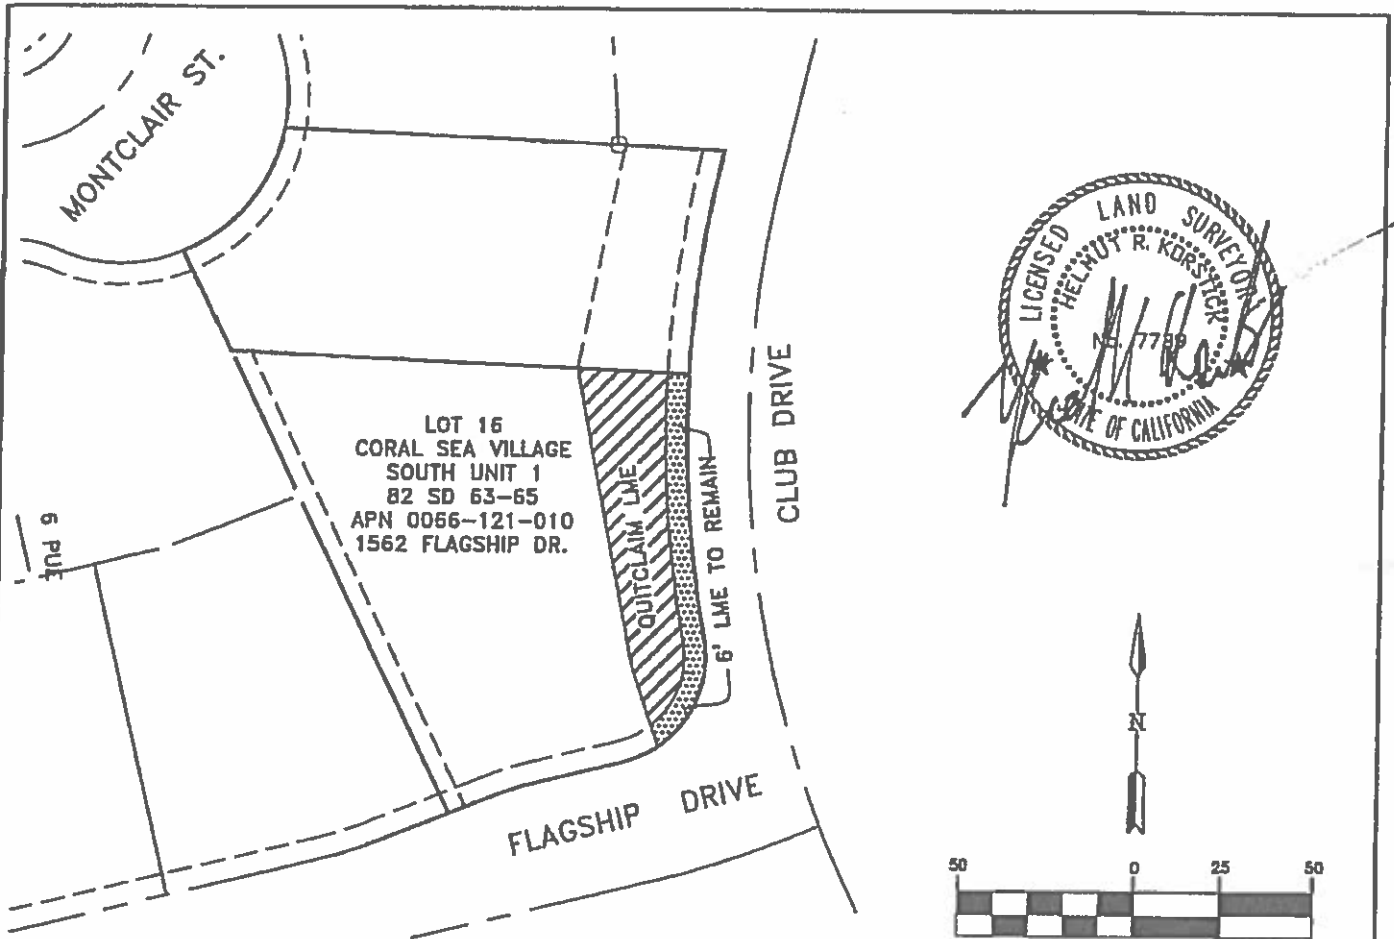 MONTCLAIR ST.
LICENSED LAND SURVEYOR
HELMUT R. KORSTICK
No. 7789
STATE OF CALIFORNIA
LOT 16
CORAL SEA VILLAGE
SOUTH UNIT 1
82 SD 63-65
APN 0066-121-010
1562 FLAGSHIP DR.
QUITCLAIM LME
6' LME TO REMAIN
CLUB DRIVE
6 PUE
FLAGSHIP DRIVE
N
50 0 25 50